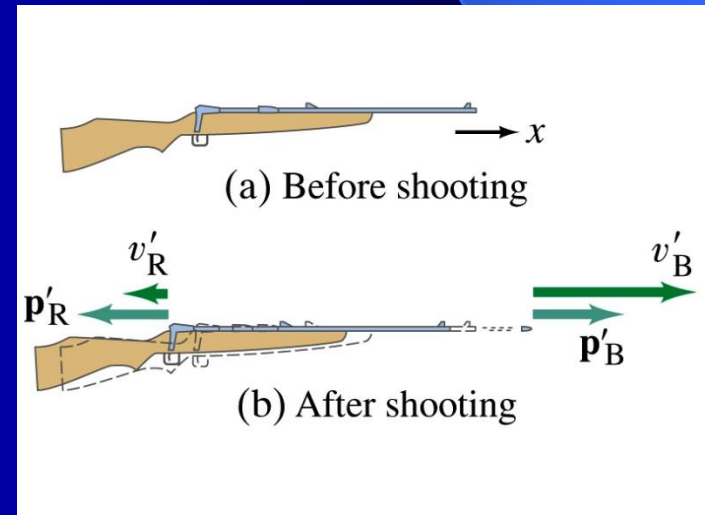 x
(a) Before shooting
v′R
v′B
p′R
p′B
(b) After shooting